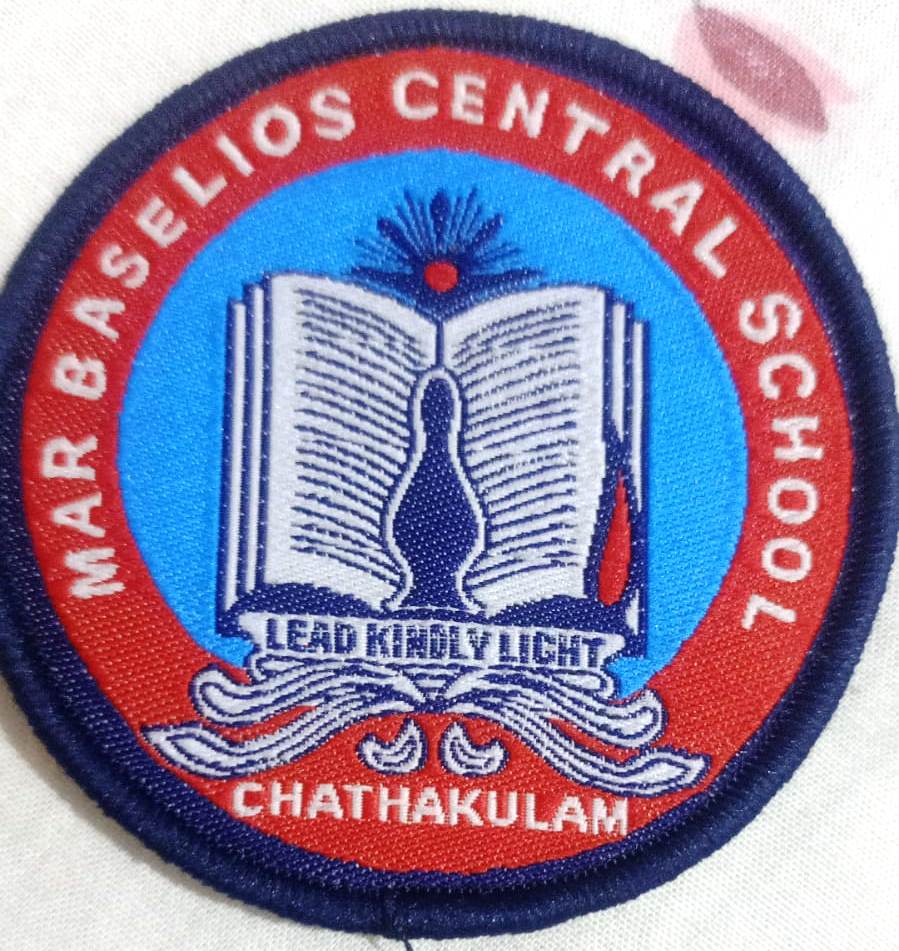 MAR BASELIOS CENTRAL SCHOOL
LEAD KINDLY LIGHT
CHATHAKULAM